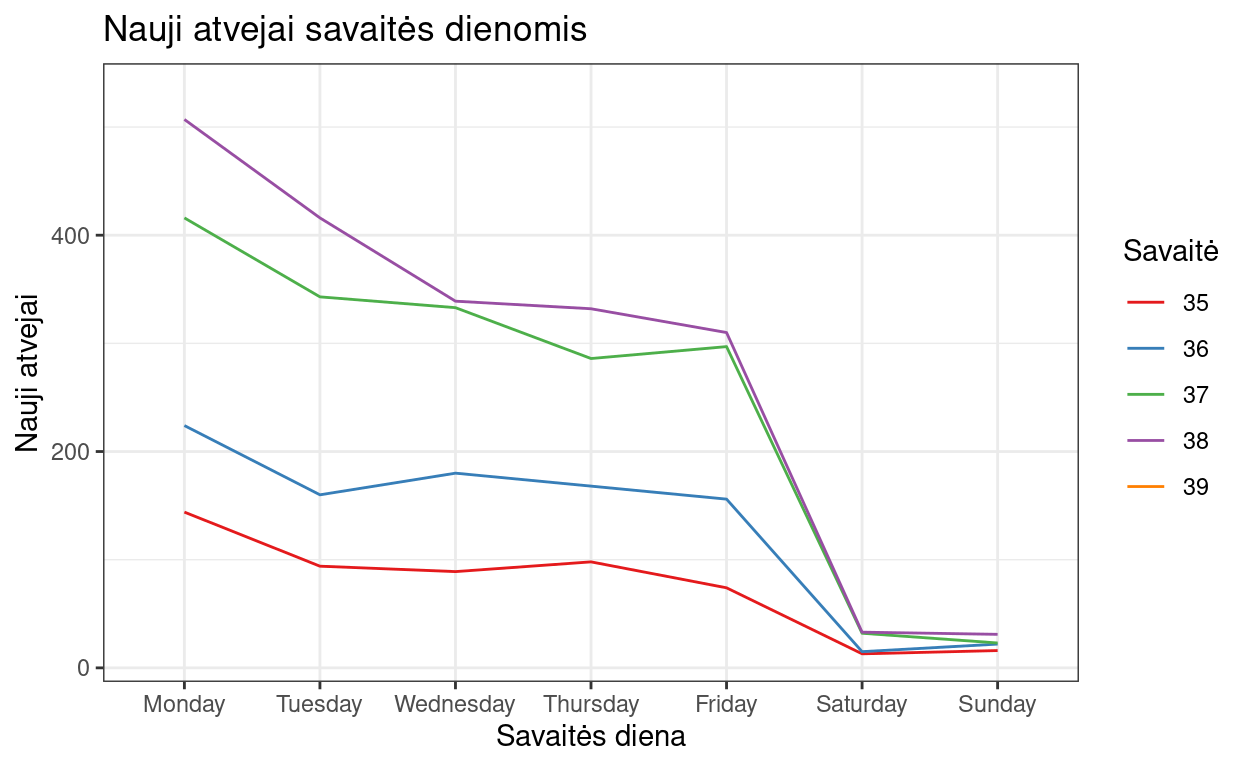 Nauji atvejai savaitės dienomis
Nauji atvejai
400
200
0
Monday Tuesday Wednesday Thursday Friday Saturday Sunday
Savaitės diena
Savaitė
35
36
37
38
39